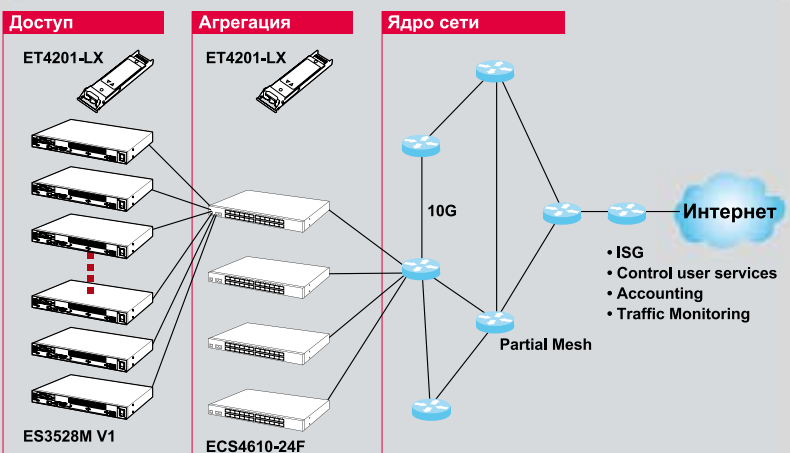 Доступ
Агрегация
Ядро сети
ET4201-LX
ET4201-LX
10G
Интернет
• ISG
• Control user services
• Accounting
• Traffic Monitoring
Partial Mesh
ES3528M V1
ECS4610-24F